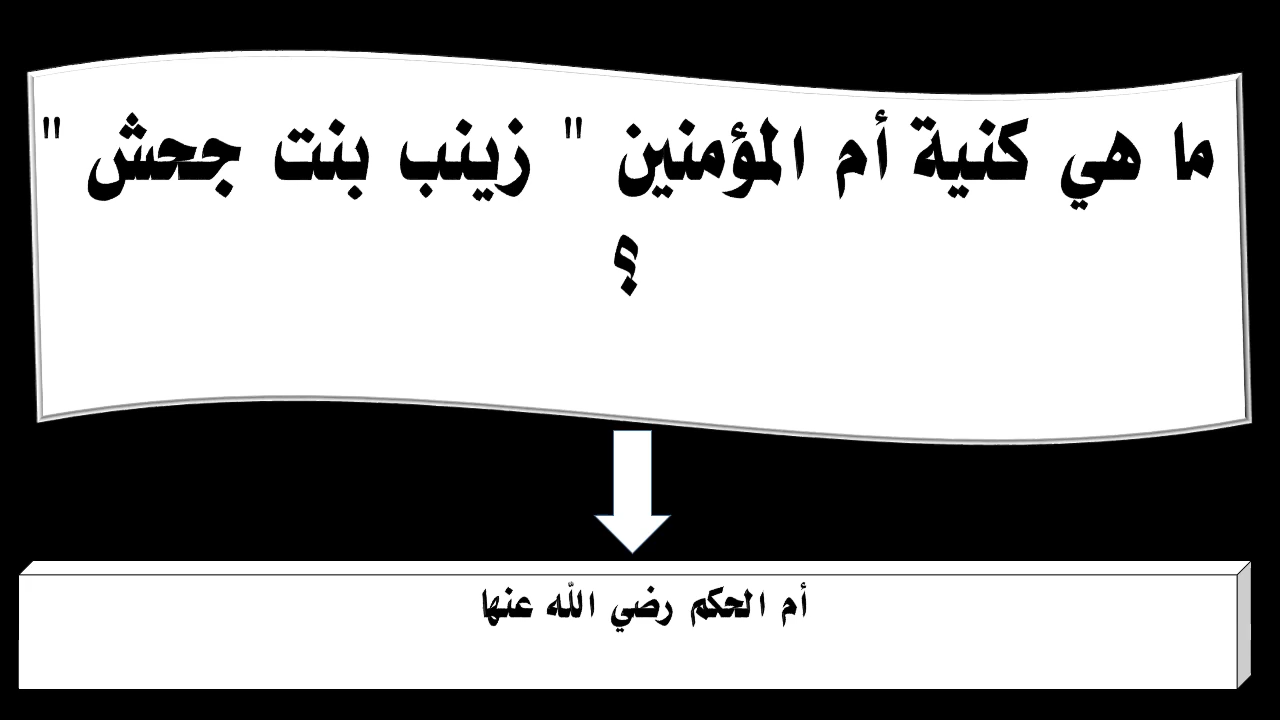 ما هي كنية أم المؤمنين " زينب بنت جحش "
؟
أم الحكم رضي الله عنها